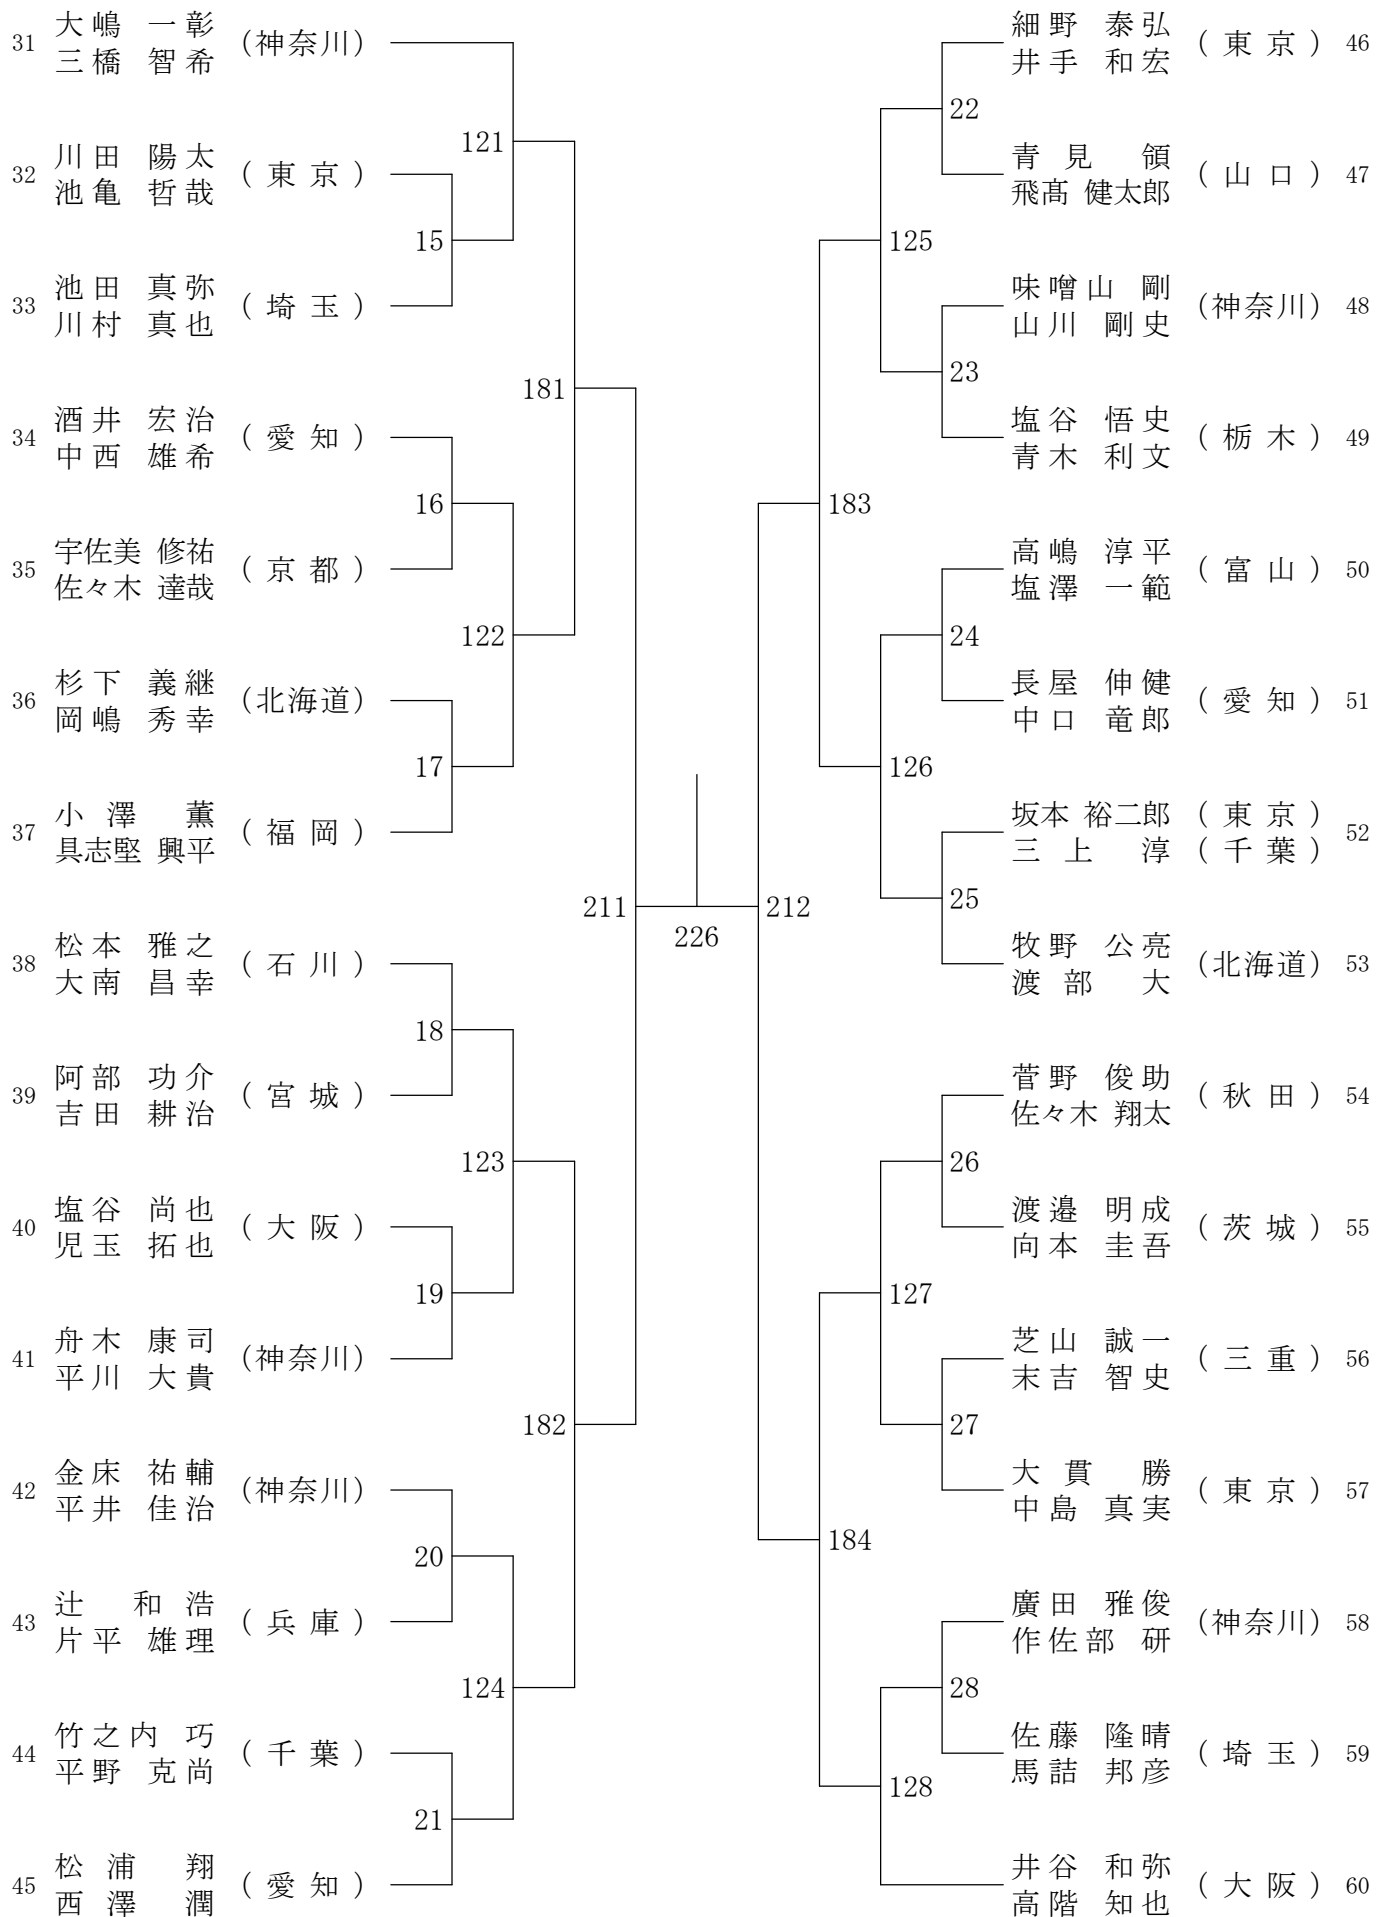 31 大嶋 一彰 (神奈川)
三橋 智希
121
32 川田 陽太 (東京)
池亀 哲哉
15
33 池田 真弥 (埼玉)
川村 真也
181
34 酒井 宏治 (愛知)
中西 雄希
16
35 宇佐美 修祐 (京都)
佐々木 達哉
122
36 杉下 義継 (北海道)
岡嶋 秀幸
17
37 小澤 薫 (福岡)
具志堅 興平
211
38 松本 雅之 (石川)
大南 昌幸
18
39 阿部 功介 (宮城)
吉田 耕治
123
40 塩谷 尚也 (大阪)
児玉 拓也
19
41 舟木 康司 (神奈川)
平川 大貴
182
42 金床 祐輔 (神奈川)
平井 佳治
20
43 辻 和浩 (兵庫)
片平 雄理
124
44 竹之内 巧 (千葉)
平野 克尚
21
45 松浦 翔 (愛知)
西澤 潤
226
細野 泰弘 (東京) 46
井手 和宏
22
青見 領 (山口) 47
飛髙 健太郎
125
味噌山 剛 (神奈川) 48
山川 剛史
23
塩谷 悟史 (栃木) 49
青木 利文
183
高嶋 淳平 (富山) 50
塩澤 一範
24
長屋 伸健 (愛知) 51
中口 竜郎
126
坂本 裕二郎 (東京) 52
三上 淳 (千葉)
25
212
牧野 公亮 (北海道) 53
渡部 大
菅野 俊助 (秋田) 54
佐々木 翔太
26
渡邉 明成 (茨城) 55
向本 圭吾
127
芝山 誠一 (三重) 56
末吉 智史
27
大貫 勝 (東京) 57
中島 真実
184
廣田 雅俊 (神奈川) 58
作佐部 研
28
佐藤 隆晴 (埼玉) 59
馬詰 邦彦
128
井谷 和弥 (大阪) 60
高階 知也